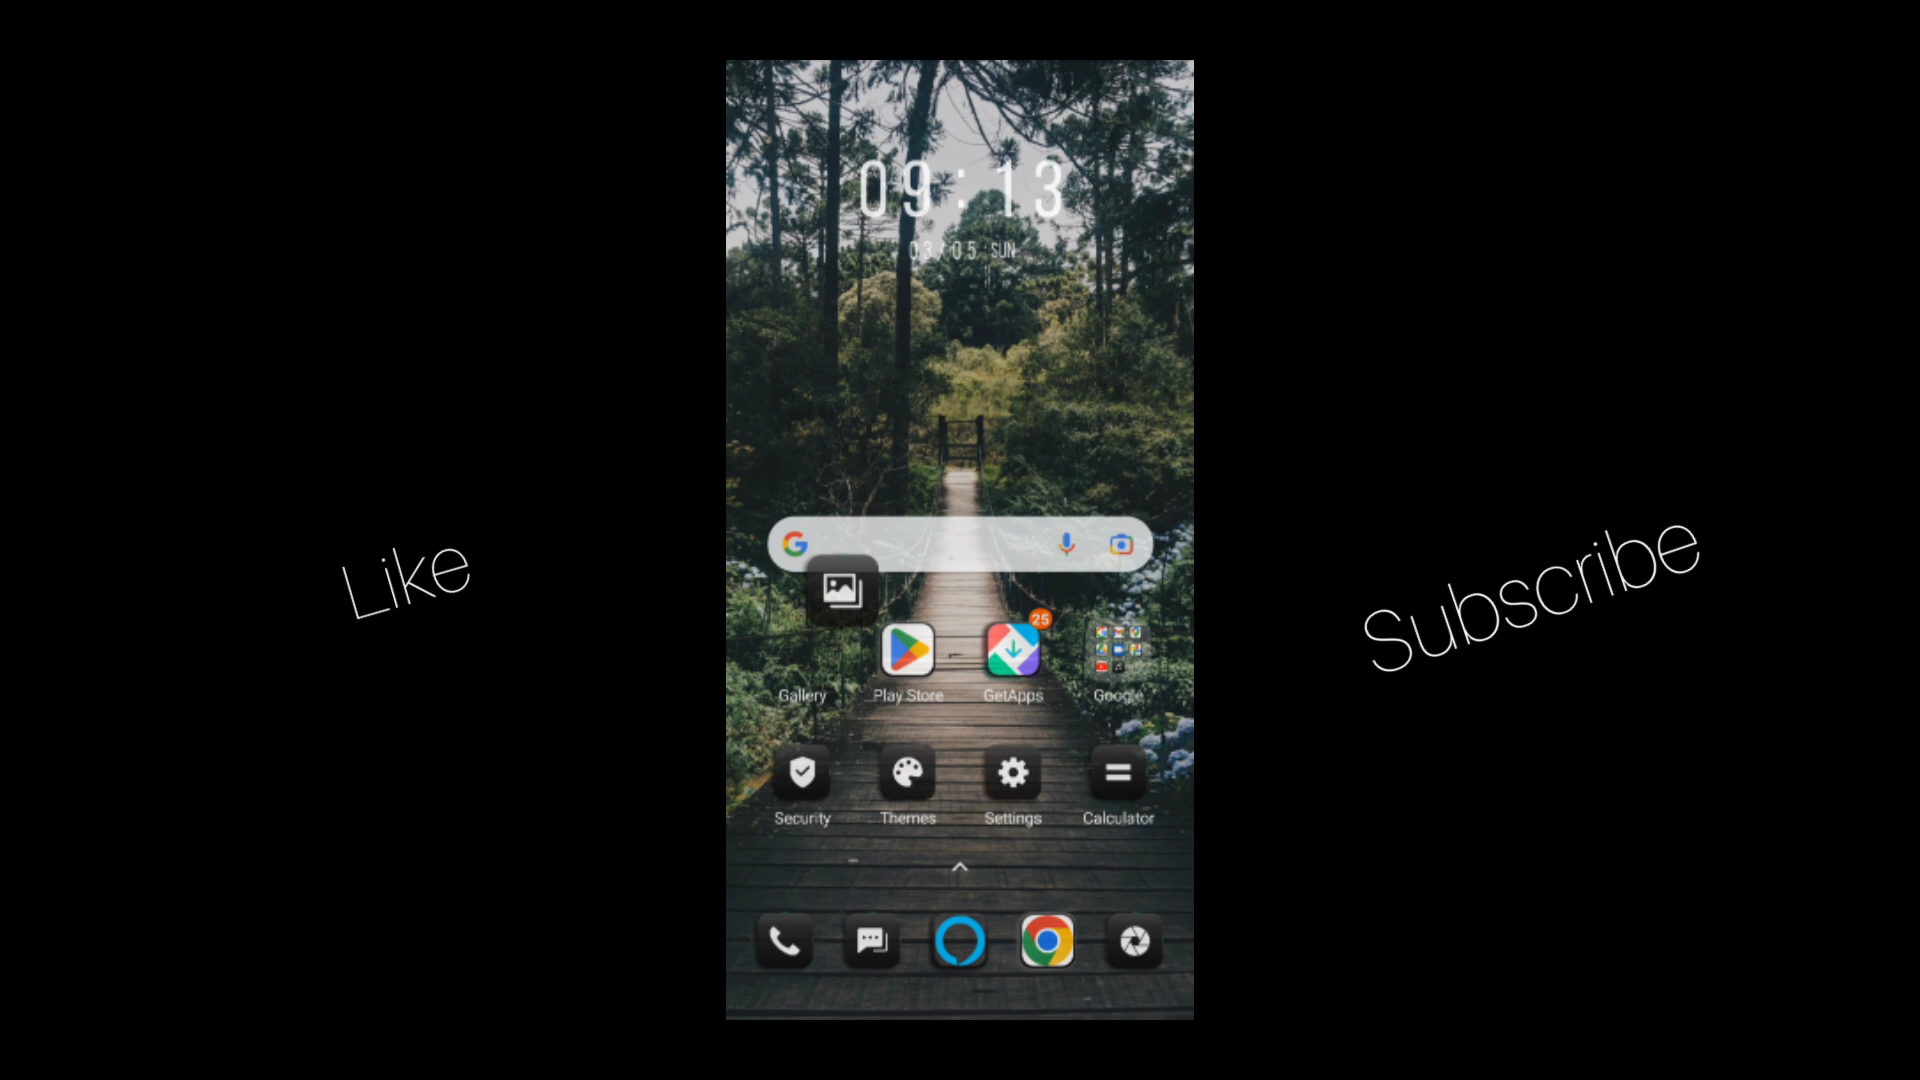 09:13
03/05 SUN
Like
Subscribe
25
Gallery
Play Store
GetApps
Google
Security
Themes
Settings
Calculator